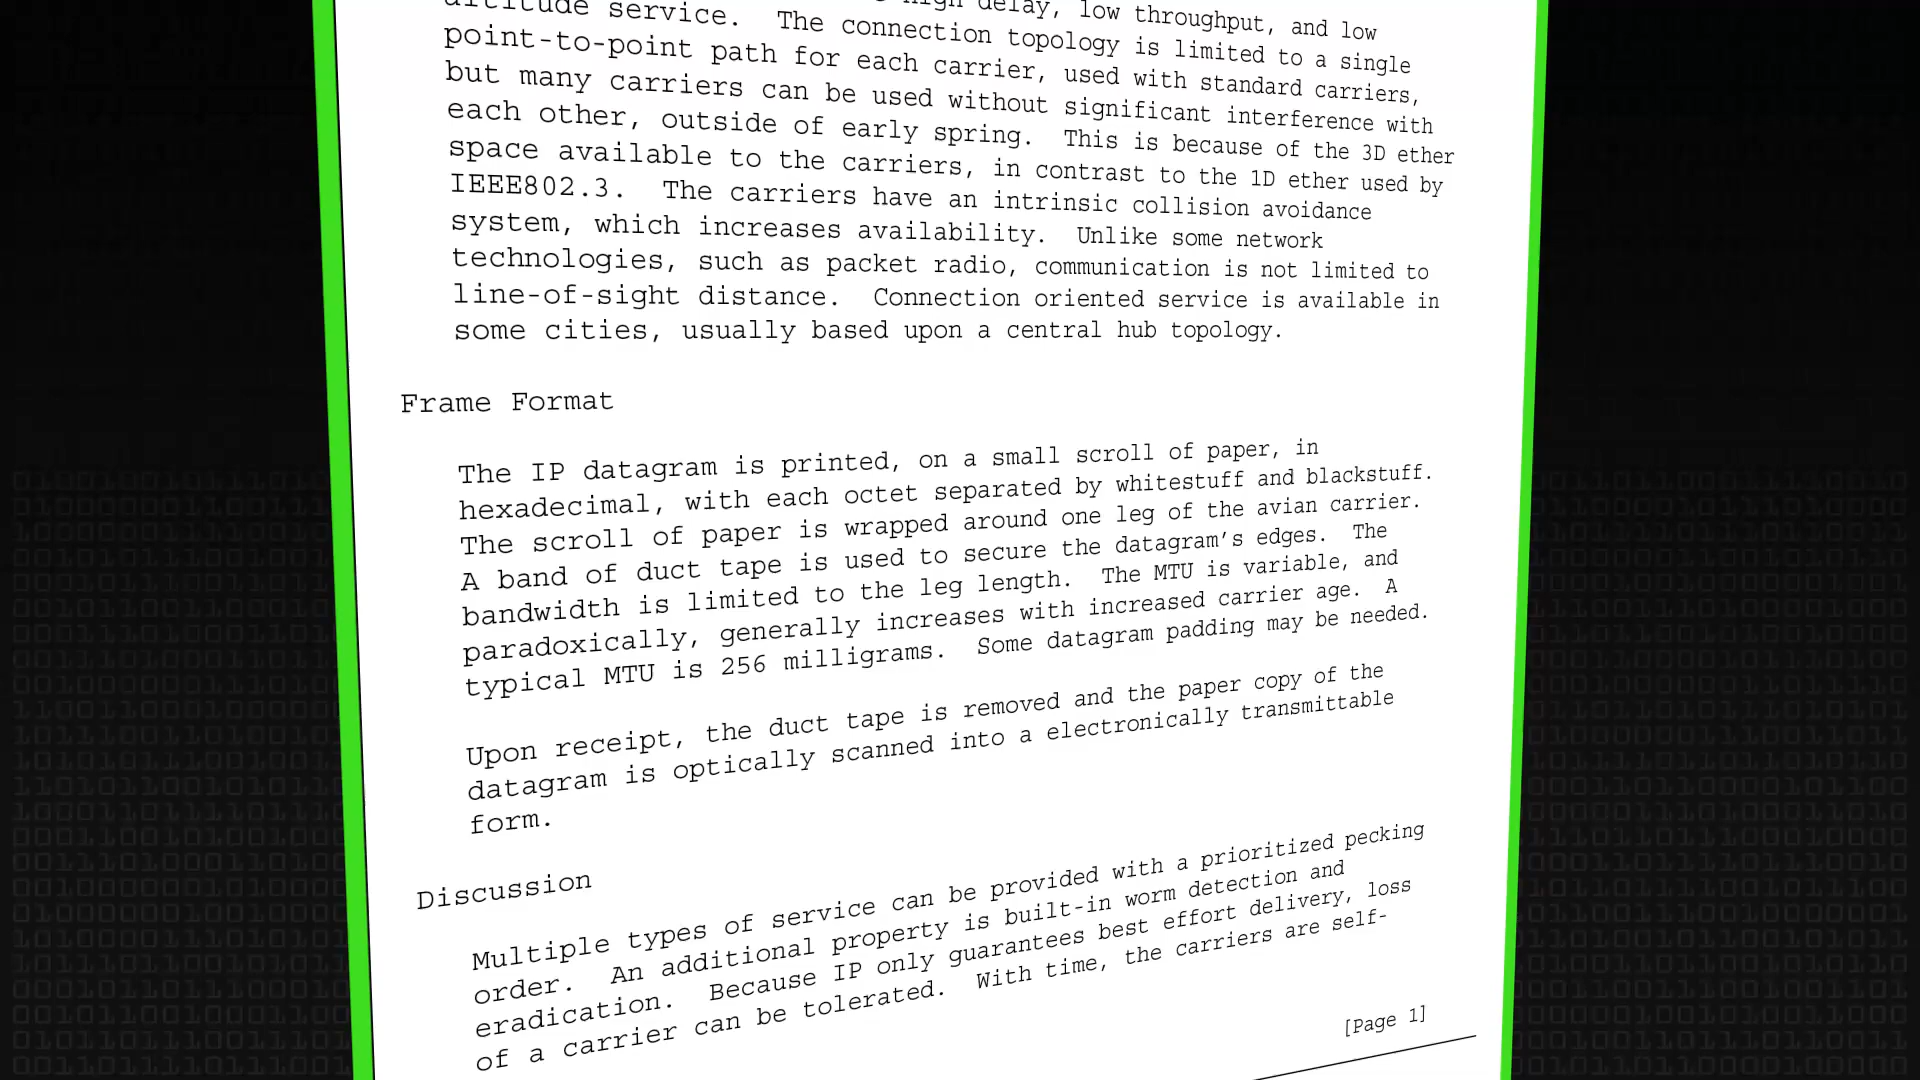 altitude service.  The connection topology is limited to a single
delay, low throughput, and low
point-to-point path for each carrier, used with standard carriers,
but many carriers can be used without significant interference with
each other, outside of early spring.  This is because of the 3D ether
space available to the carriers, in contrast to the 1D ether used by
IEEE802.3.  The carriers have an intrinsic collision avoidance
system, which increases availability.  Unlike some network
technologies, such as packet radio, communication is not limited to
line-of-sight distance.  Connection oriented service is available in
some cities, usually based upon a central hub topology.
Frame Format
The IP datagram is printed, on a small scroll of paper, in
hexadecimal, with each octet separated by whitestuff and blackstuff.
The scroll of paper is wrapped around one leg of the avian carrier.
A band of duct tape is used to secure the datagram's edges.  The
bandwidth is limited to the leg length.  The MTU is variable, and
paradoxically, generally increases with increased carrier age.  A
typical MTU is 256 milligrams.  Some datagram padding may be needed.
Upon receipt, the duct tape is removed and the paper copy of the
datagram is optically scanned into a electronically transmittable
form.
Discussion
Multiple types of service can be provided with a prioritized pecking
order.  An additional property is built-in worm detection and
eradication.  Because IP only guarantees best effort delivery, loss
of a carrier can be tolerated.  With time, the carriers are self-
[Page 1]